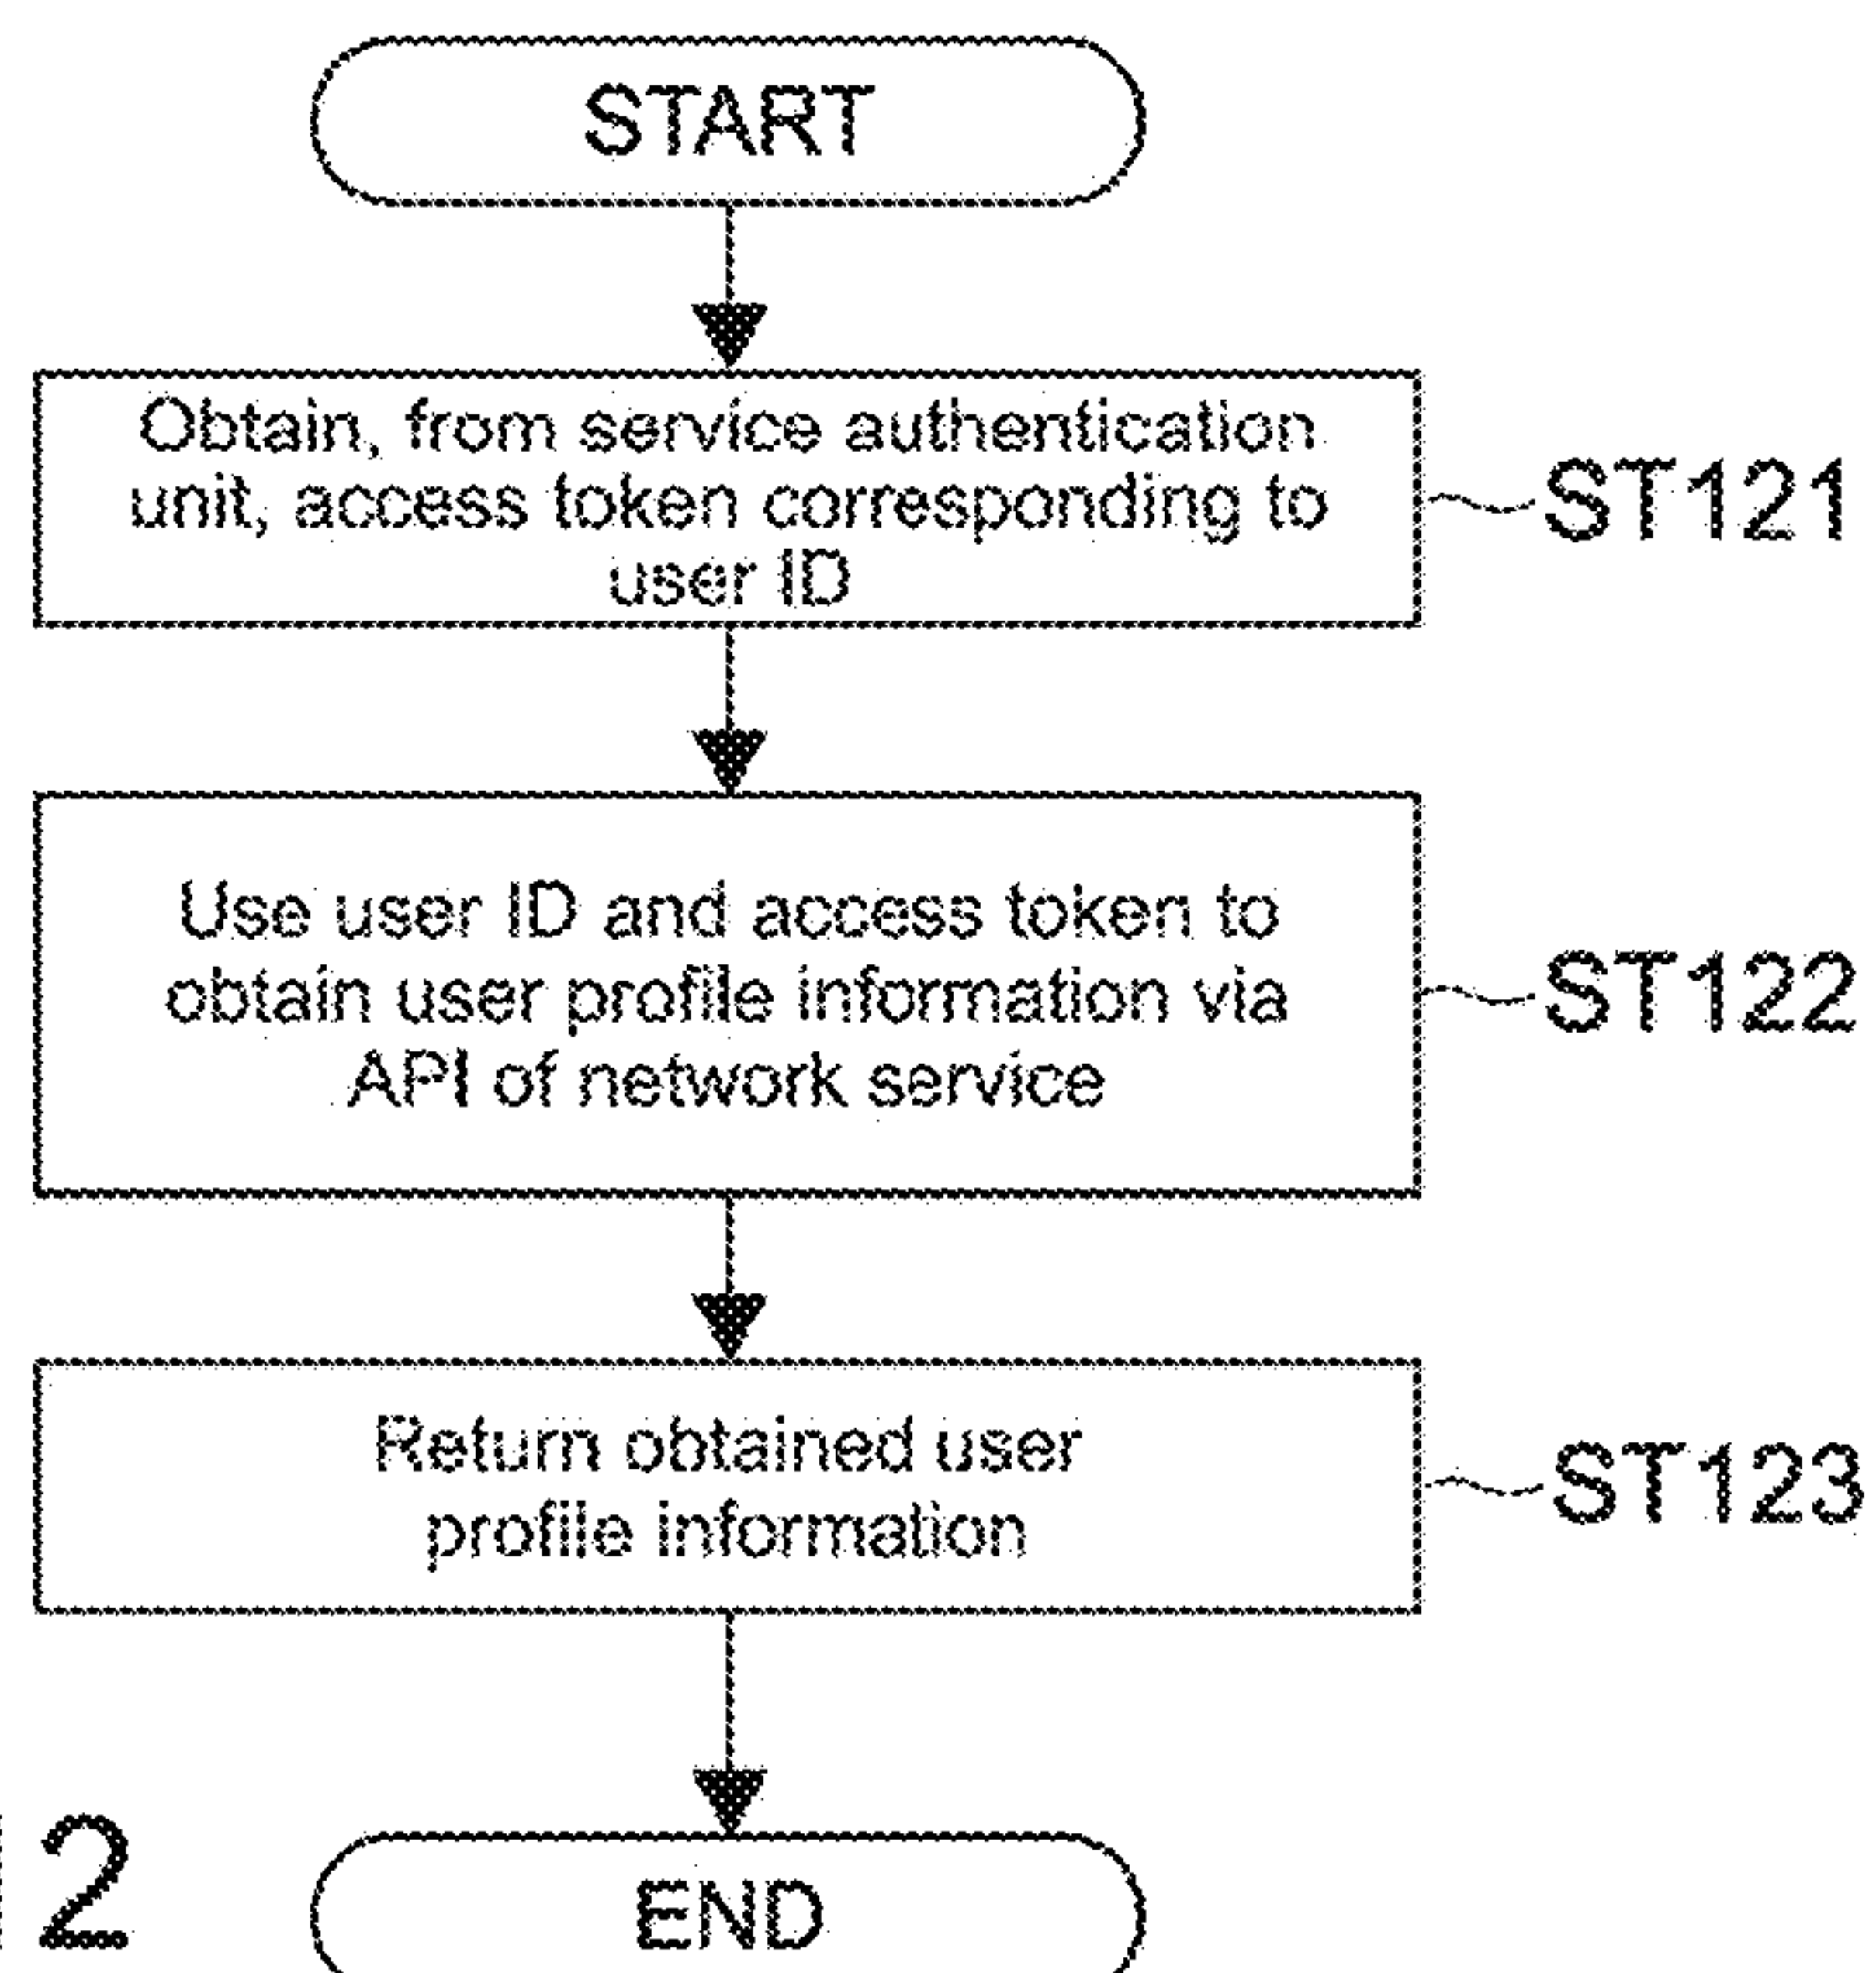 START
Obtain, from service authentication
unit, access token corresponding to
user ID
ST121
Use user ID and access token to
obtain user profile information via
API of network service
ST122
Return obtained user
profile information
ST123
END
2